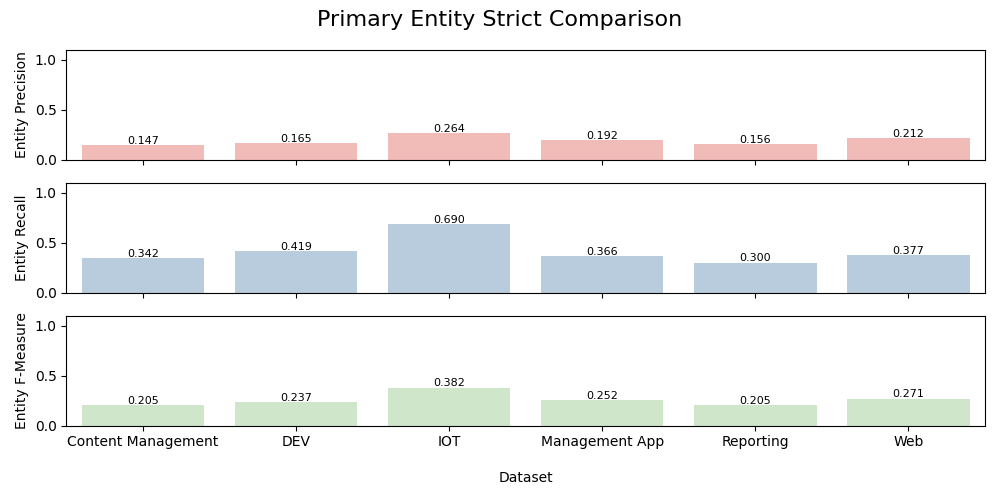 Primary Entity Strict Comparison
Entity Precision
1.0
0.5
0.0
0.147
0.165
0.264
0.192
0.156
0.212
Entity Recall
1.0
0.5
0.0
0.342
0.419
0.690
0.366
0.300
0.377
Entity F-Measure
1.0
0.5
0.0
0.205
0.237
0.382
0.252
0.205
0.271
Content Management
DEV
IOT
Management App
Reporting
Web
Dataset